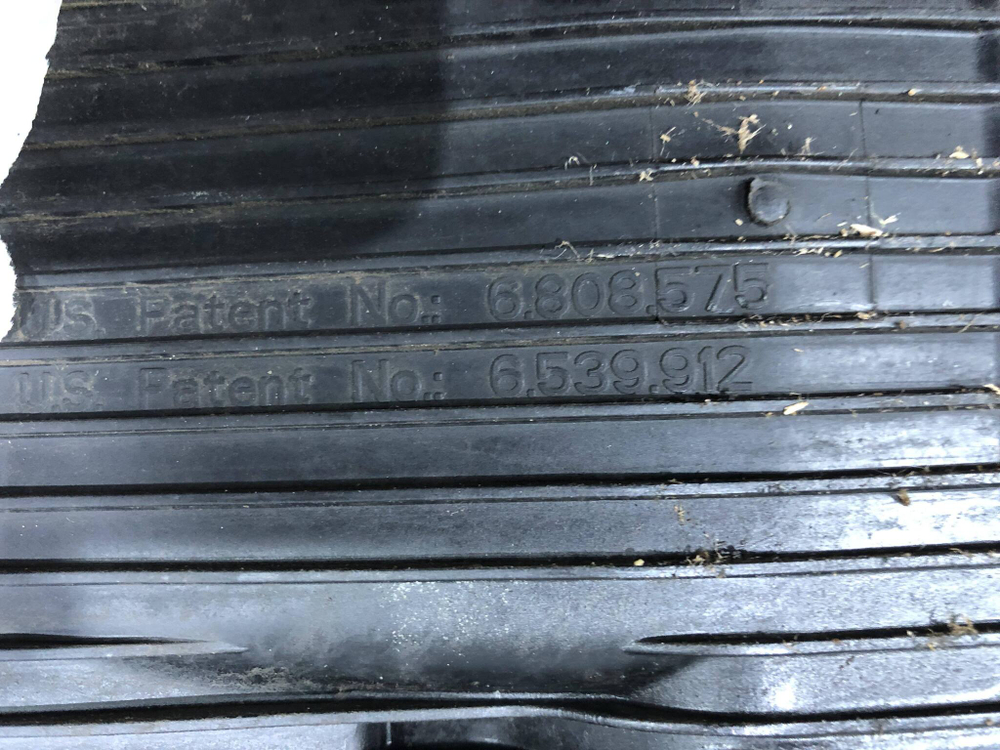 U.S. Patent No.: 6.808.575
U.S. Patent No.: 6.539.912